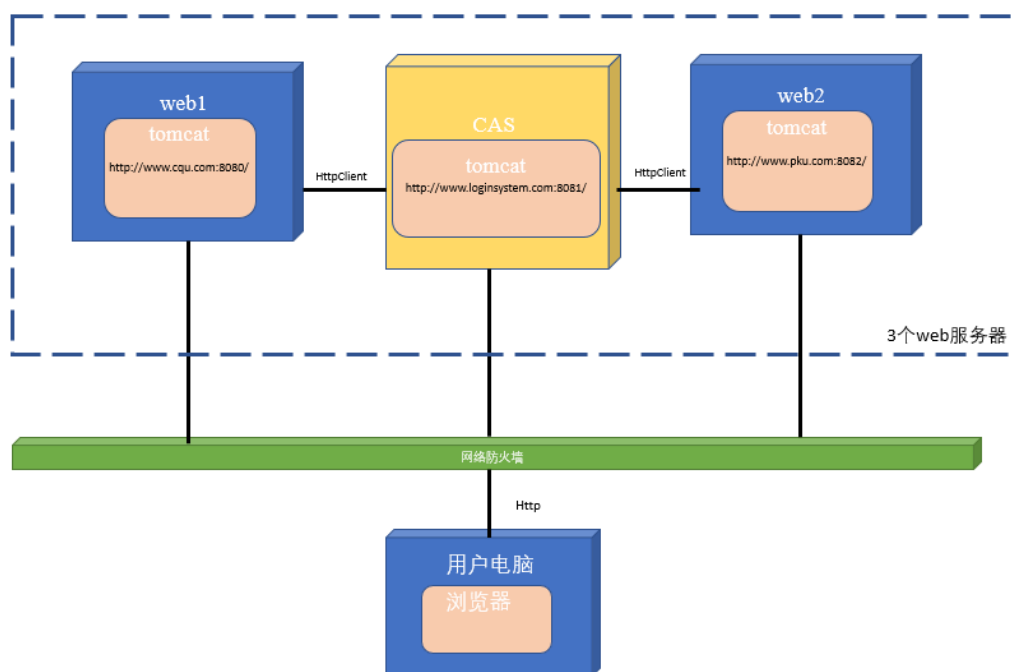 web1
tomcat
http://www.cqu.com:8080/
HttpClient
CAS
tomcat
http://www.loginsystem.com:8081/
HttpClient
web2
tomcat
http://www.pku.com:8082/
3个web服务器
网络防火墙
Http
用户电脑
浏览器